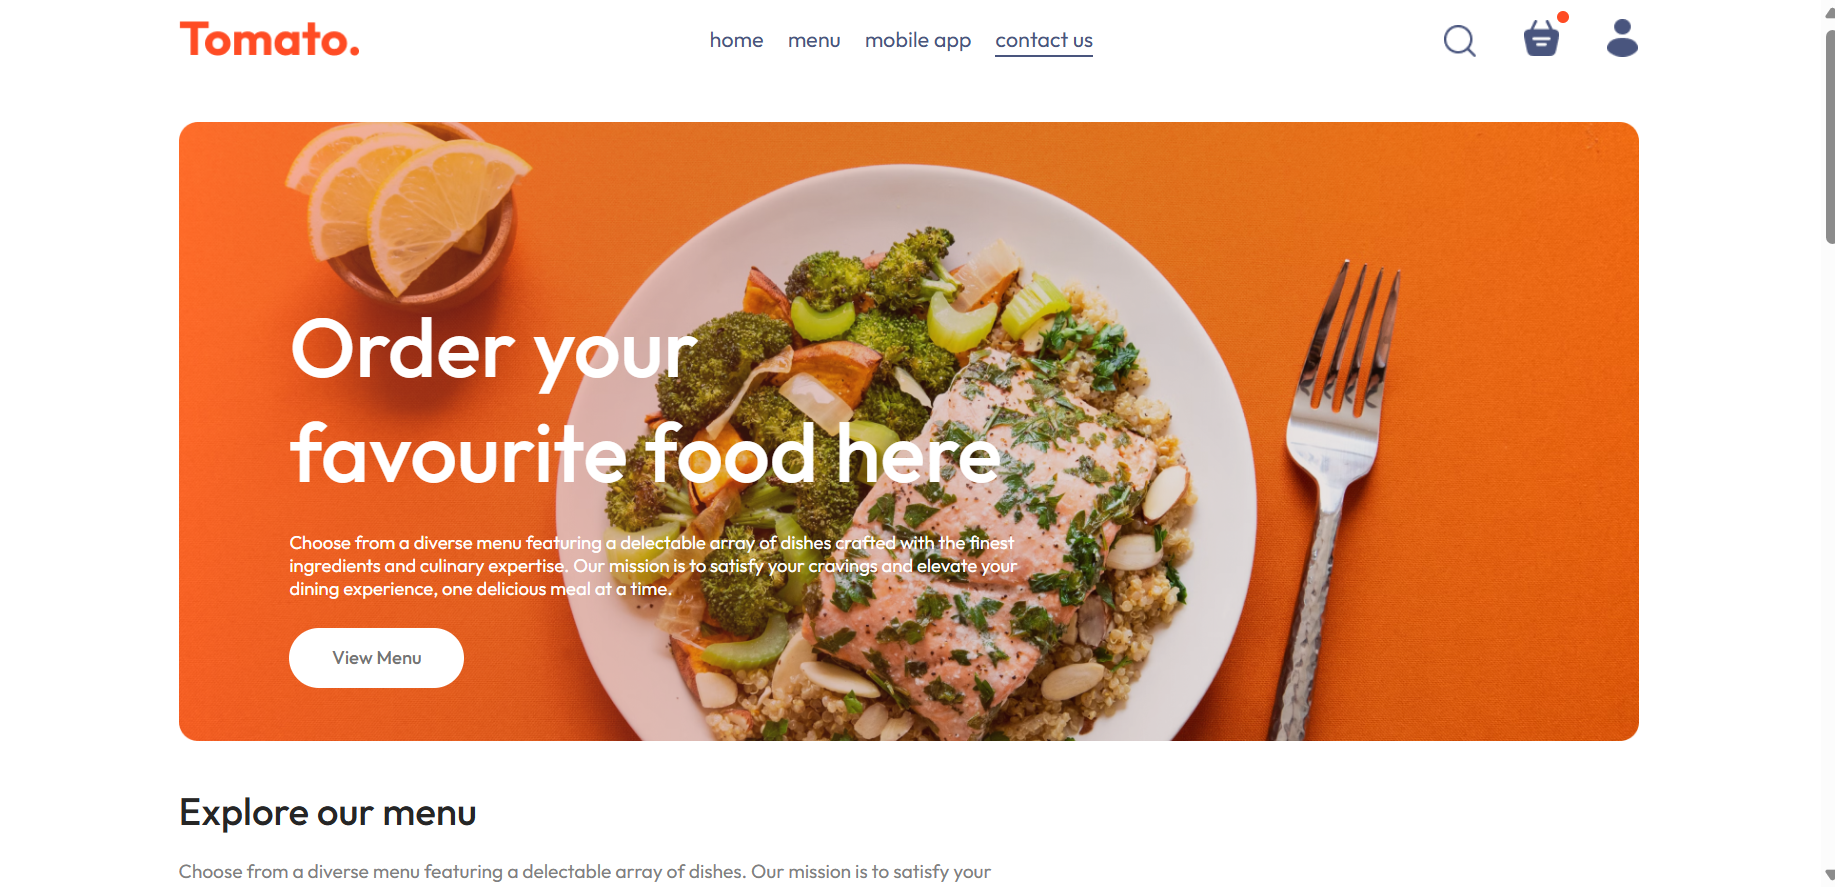 Tomato.
home menu mobile app contact us
Order your
favourite food here
Choose from a diverse menu featuring a delectable array of dishes crafted with the finest
ingredients and culinary expertise. Our mission is to satisfy your cravings and elevate your
dining experience, one delicious meal at a time.
View Menu
Explore our menu
Choose from a diverse menu featuring a delectable array of dishes. Our mission is to satisfy your